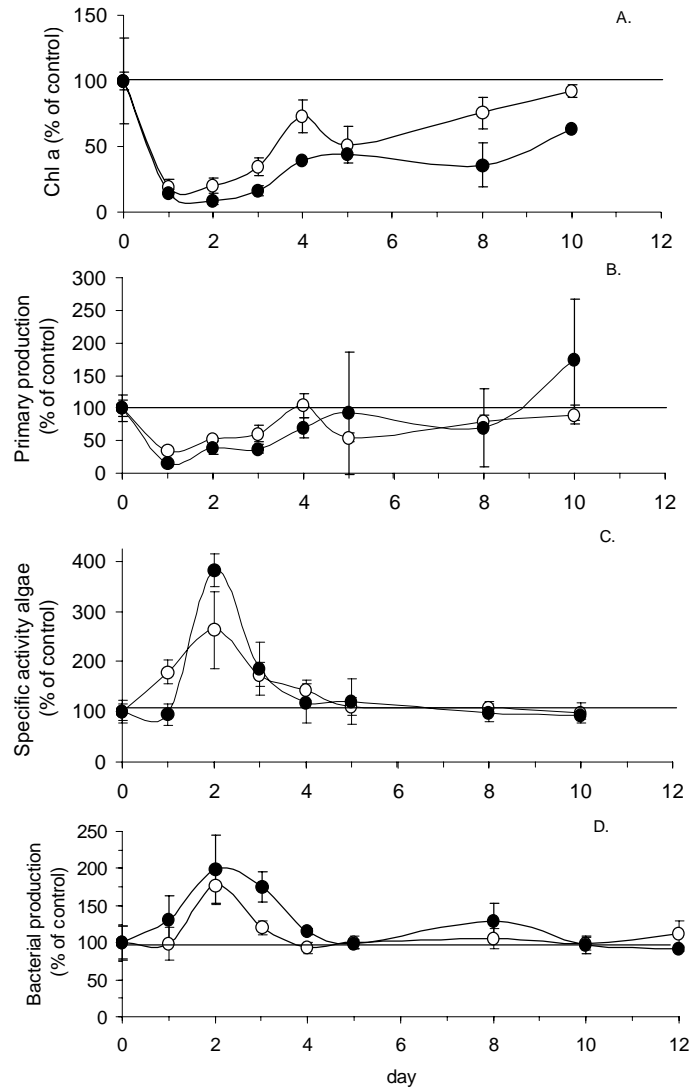 A.
Chl a (% of control)
150
100
50
0
0 2 4 6 8 10 12
B.
Primary production
(% of control)
300
250
200
150
100
50
0
0 2 4 6 8 10 12
C.
Specific activity algae
(% of control)
400
300
200
100
0
0 2 4 6 8 10 12
D.
Bacterial production
(% of control)
250
200
150
100
50
0
0 2 4 6 8 10 12
day